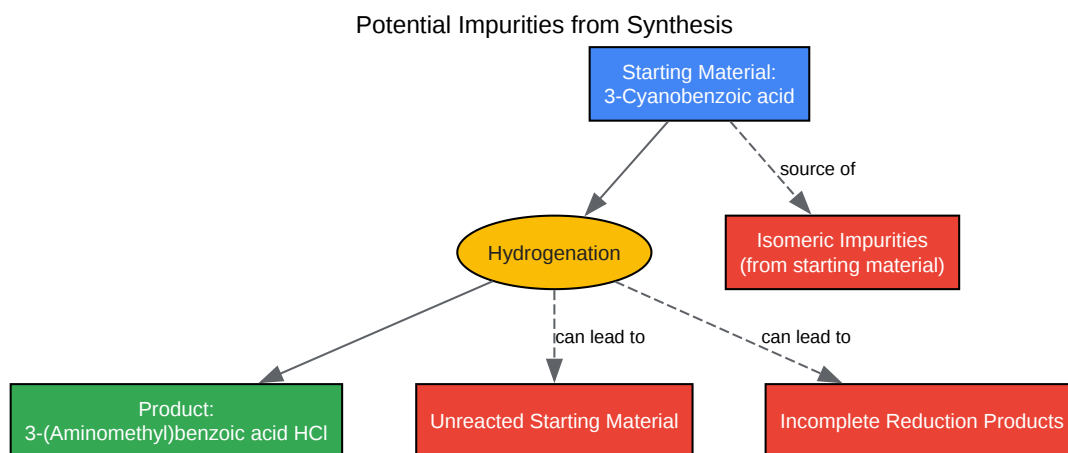 Potential Impurities from Synthesis
Starting Material:
3-Cyanobenzoic acid
source of
Hydrogenation
Isomeric Impurities
(from starting material)
can lead to
can lead to
Product:
3-(Aminomethyl)benzoic acid HCl
Unreacted Starting Material
Incomplete Reduction Products